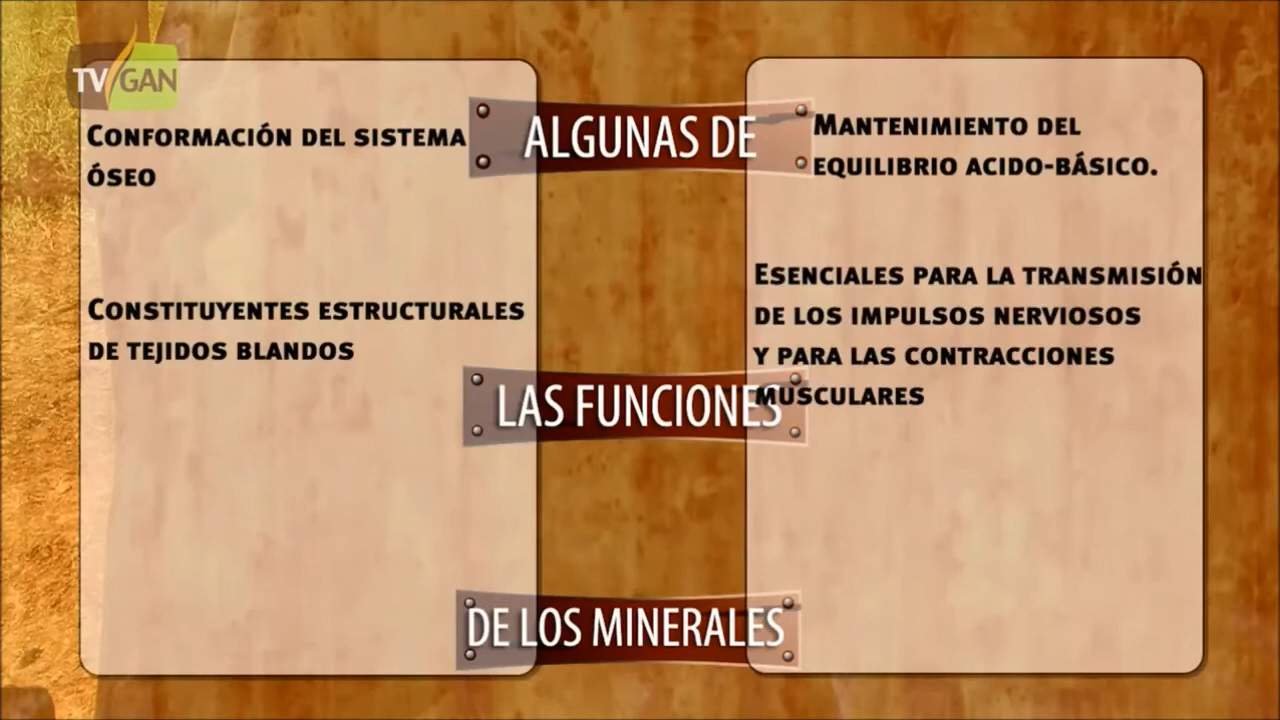 TV GAN
CONFORMACIÓN DEL SISTEMA
ÓSEO
CONSTITUYENTES ESTRUCTURALES
DE TEJIDOS BLANDOS
ALGUNAS DE
LAS FUNCIONES
DE LOS MINERALES
MANTENIMIENTO DEL
EQUILIBRIO ACIDO-BÁSICO.
ESENCIALES PARA LA TRANSMISIÓN
DE LOS IMPULSOS NERVIOSOS
Y PARA LAS CONTRACCIONES
MUSCULARES